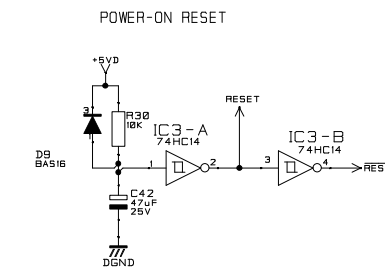 POWER-ON RESET
+5VD
3
R30
10K
D9
BAS16
IC3-A
74HC14
1
2
RESET
IC3-B
74HC14
3
4
RES
C42
47uF
25V
DGND